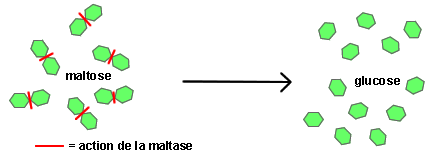 maltose
glucose
= action de la maltase